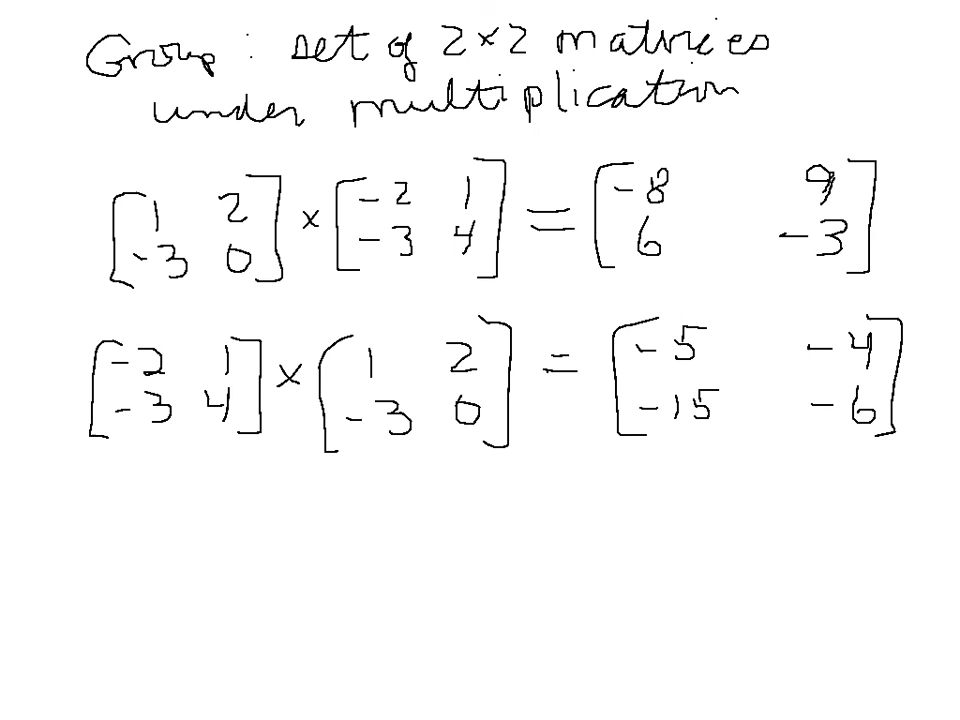 Group: set of 2×2 matrices
under multiplication
[1 2; -3 0] × [-2 1; -3 4] = [-8 9; 6 -3]
[-2 1; -3 4] × [1 2; -3 0] = [-5 -4; -15 -6]